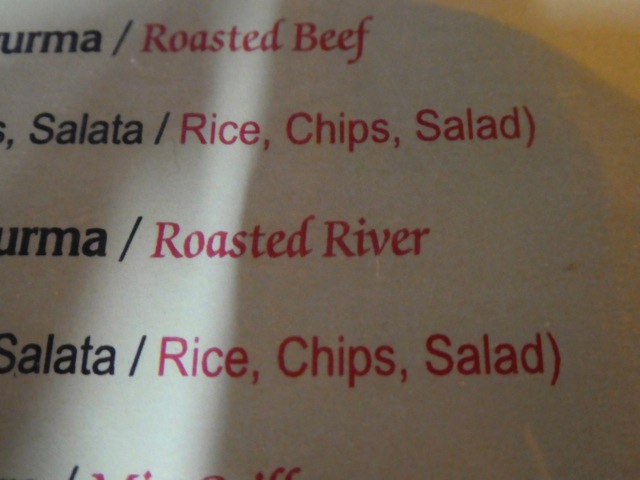 urma / Roasted Beef
s, Salata / Rice, Chips, Salad)
urma / Roasted River
Salata / Rice, Chips, Salad)
/